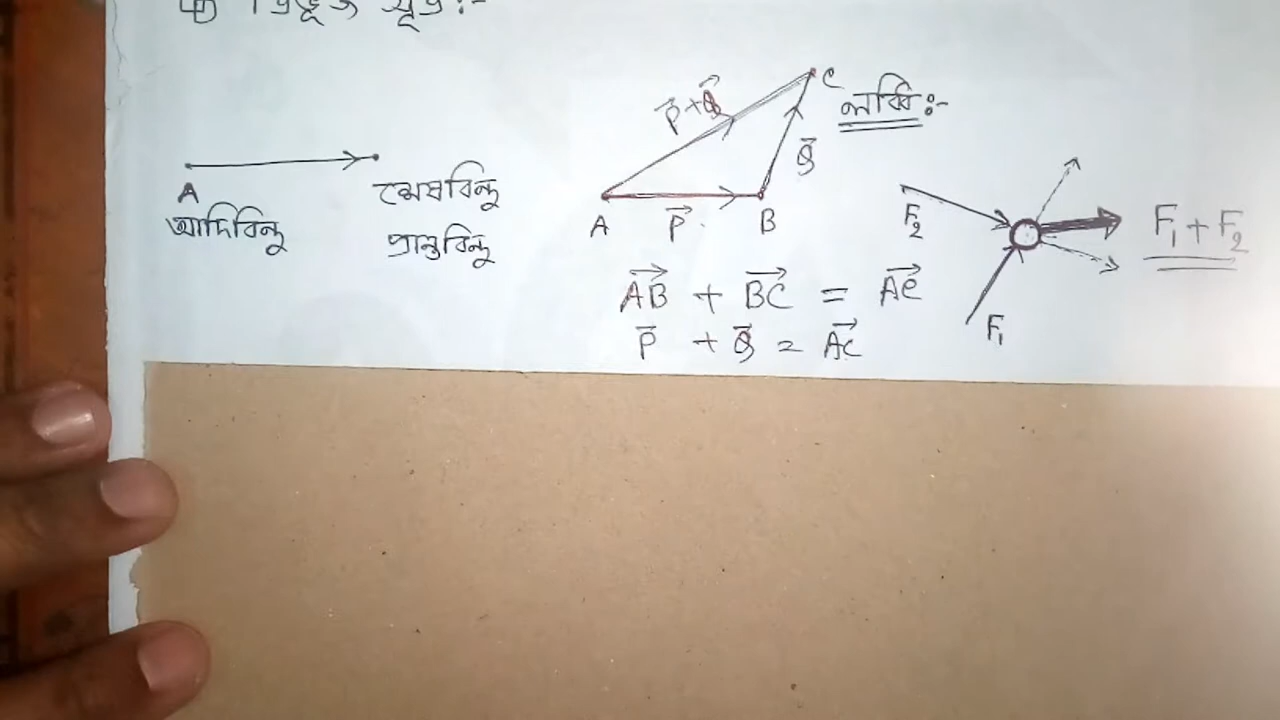 ত্রিভুজ সূত্র :-
A
আদিবিন্দু
শেষবিন্দু
প্রান্তবিন্দু
P⃗+Q⃗
C
Q⃗
A
P⃗
B
AB⃗ + BC⃗ = AC⃗
P⃗ + Q⃗ = AC⃗
লব্ধি :-
F₂
F₁
F₁ + F₂